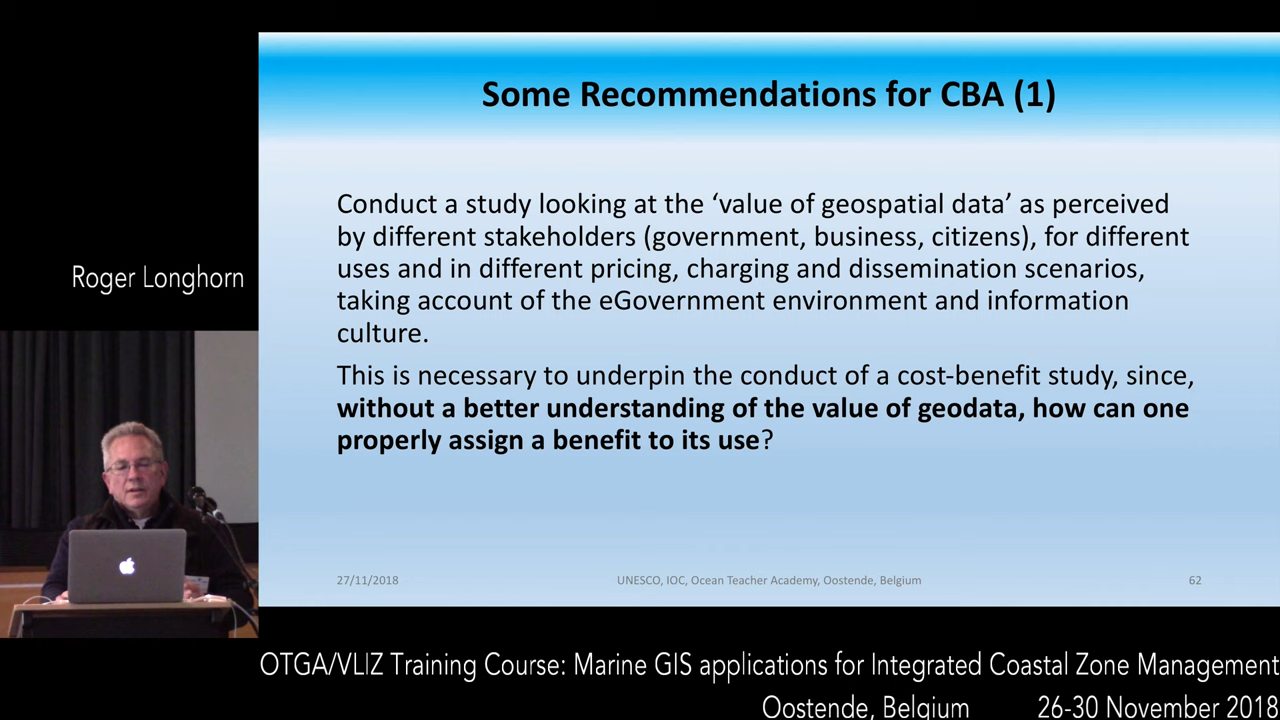 Some Recommendations for CBA (1)
Conduct a study looking at the ‘value of geospatial data’ as perceived
by different stakeholders (government, business, citizens), for different
uses and in different pricing, charging and dissemination scenarios,
taking account of the eGovernment environment and information
culture.
This is necessary to underpin the conduct of a cost-benefit study, since,
without a better understanding of the value of geodata, how can one
properly assign a benefit to its use?
27/11/2018 UNESCO, IOC, Ocean Teacher Academy, Oostende, Belgium 62
Roger Longhorn
OTGA/VLIZ Training Course: Marine GIS applications for Integrated Coastal Zone Management
Oostende, Belgium 26-30 November 2018